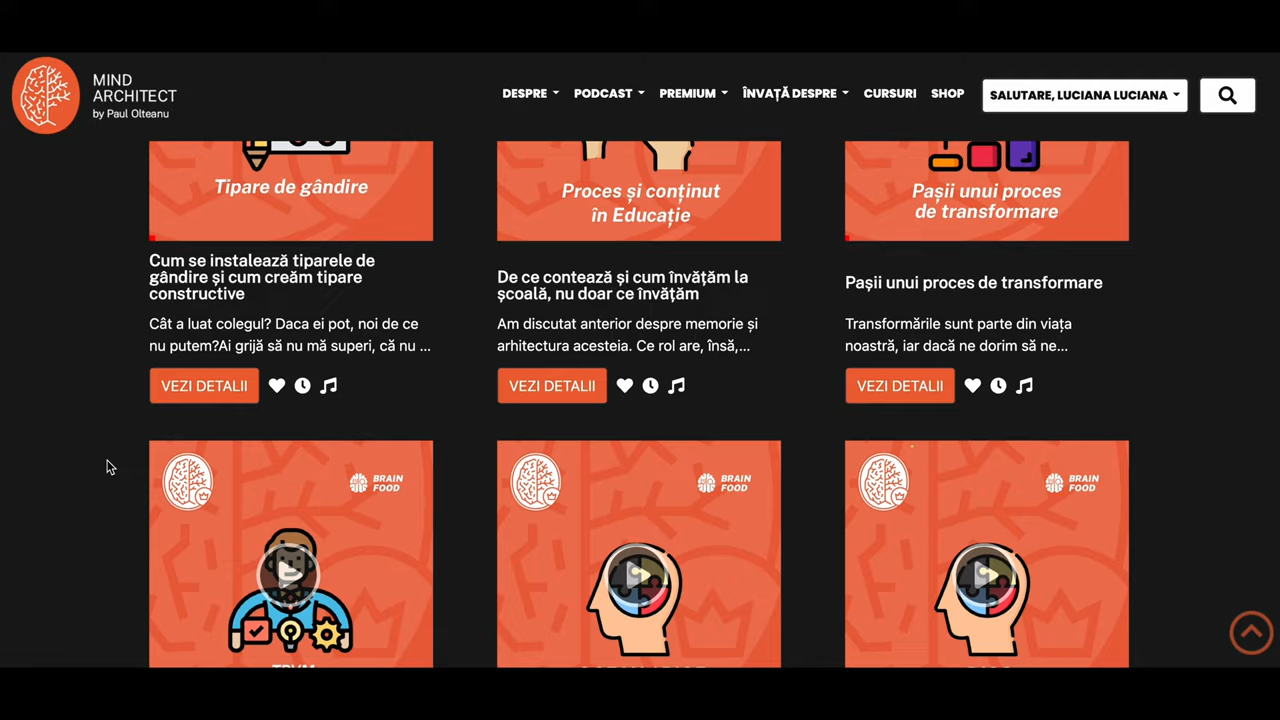 MIND
ARCHITECT
by Paul Olteanu
DESPRE
PODCAST
PREMIUM
ÎNVAȚĂ DESPRE
CURSURI
SHOP
SALUTARE, LUCIANA LUCIANA
Tipare de gândire
Proces și conținut
în Educație
Pașii unui proces
de transformare
Cum se instalează tiparele de
gândire și cum creăm tipare
constructive
De ce contează și cum învățăm la
școală, nu doar ce învățăm
Pașii unui proces de transformare
Cât a luat colegul? Daca ei pot, noi de ce
nu putem?Ai grijă să nu mă superi, că nu ...
Am discutat anterior despre memorie și
arhitectura acesteia. Ce rol are, însă,...
Transformările sunt parte din viața
noastră, iar dacă ne dorim să ne...
VEZI DETALII
VEZI DETALII
VEZI DETALII
BRAIN
FOOD
BRAIN
FOOD
BRAIN
FOOD